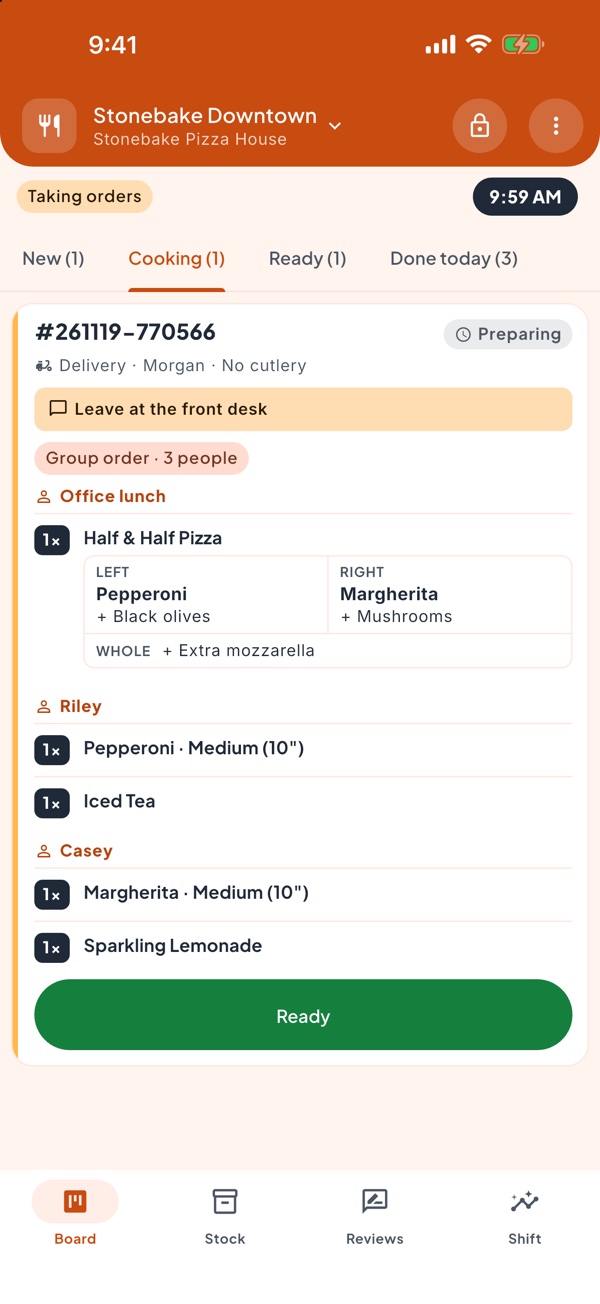 9:41
Stonebake Downtown
Stonebake Pizza House
Taking orders
9:59 AM
New (1)
Cooking (1)
Ready (1)
Done today (3)
#261119-770566
Preparing
Delivery · Morgan · No cutlery
Leave at the front desk
Group order · 3 people
Office lunch
1× Half & Half Pizza
LEFT
Pepperoni
+ Black olives
RIGHT
Margherita
+ Mushrooms
WHOLE + Extra mozzarella
Riley
1× Pepperoni · Medium (10")
1× Iced Tea
Casey
1× Margherita · Medium (10")
1× Sparkling Lemonade
Ready
Board
Stock
Reviews
Shift